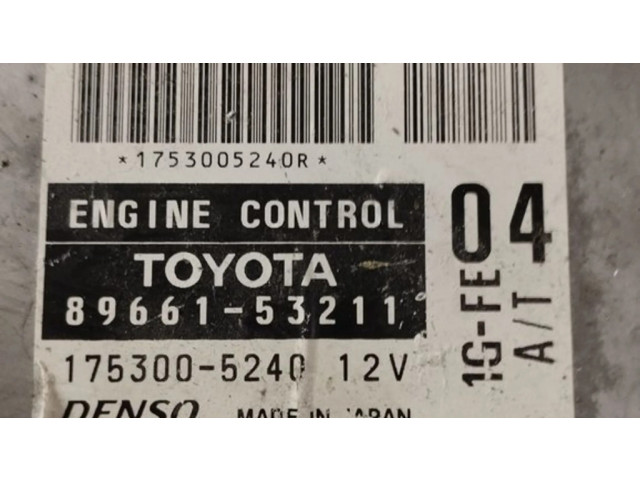 *1753005240R*
ENGINE CONTROL
TOYOTA
89661-53211
175300-5240 12V
DENSO MADE IN JAPAN
04
1G-FE
A/T